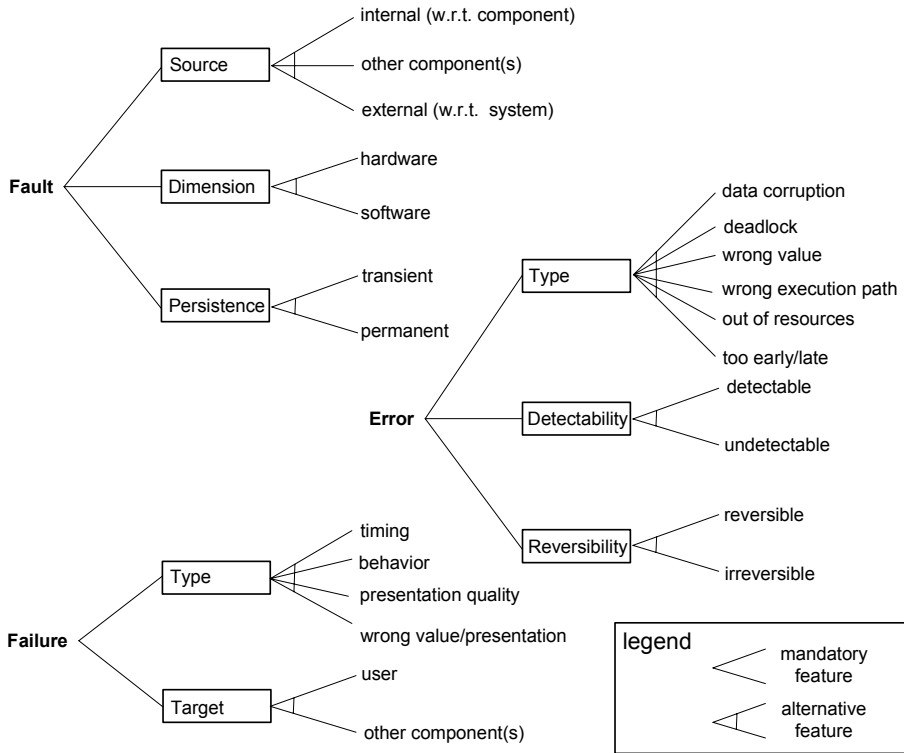 Fault
Source
internal (w.r.t. component)
other component(s)
external (w.r.t. system)
Dimension
hardware
software
Persistence
transient
permanent
Error
Type
data corruption
deadlock
wrong value
wrong execution path
out of resources
too early/late
Detectability
detectable
undetectable
Reversibility
reversible
irreversible
Failure
Type
timing
behavior
presentation quality
wrong value/presentation
Target
user
other component(s)
legend
mandatory
feature
alternative
feature